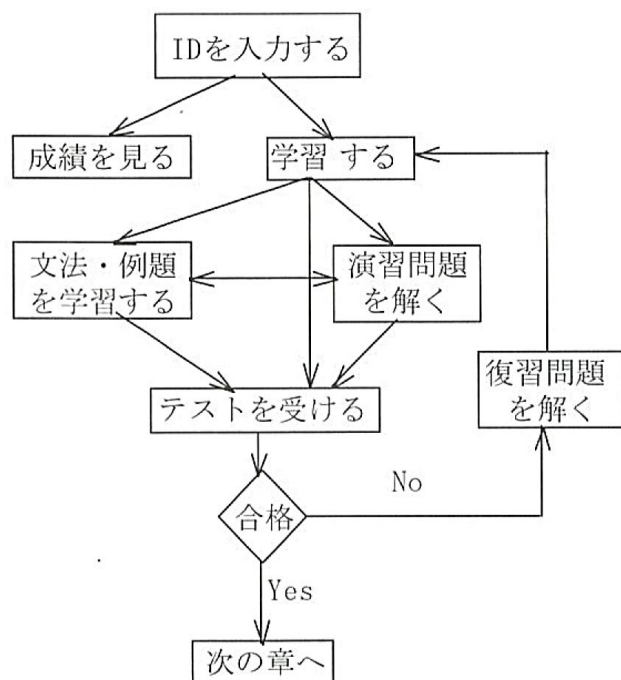 IDを入力する
成績を見る
学習 する
文法・例題
を学習する
演習問題
を解く
復習問題
を解く
テストを受ける
合格
No
Yes
次の章へ